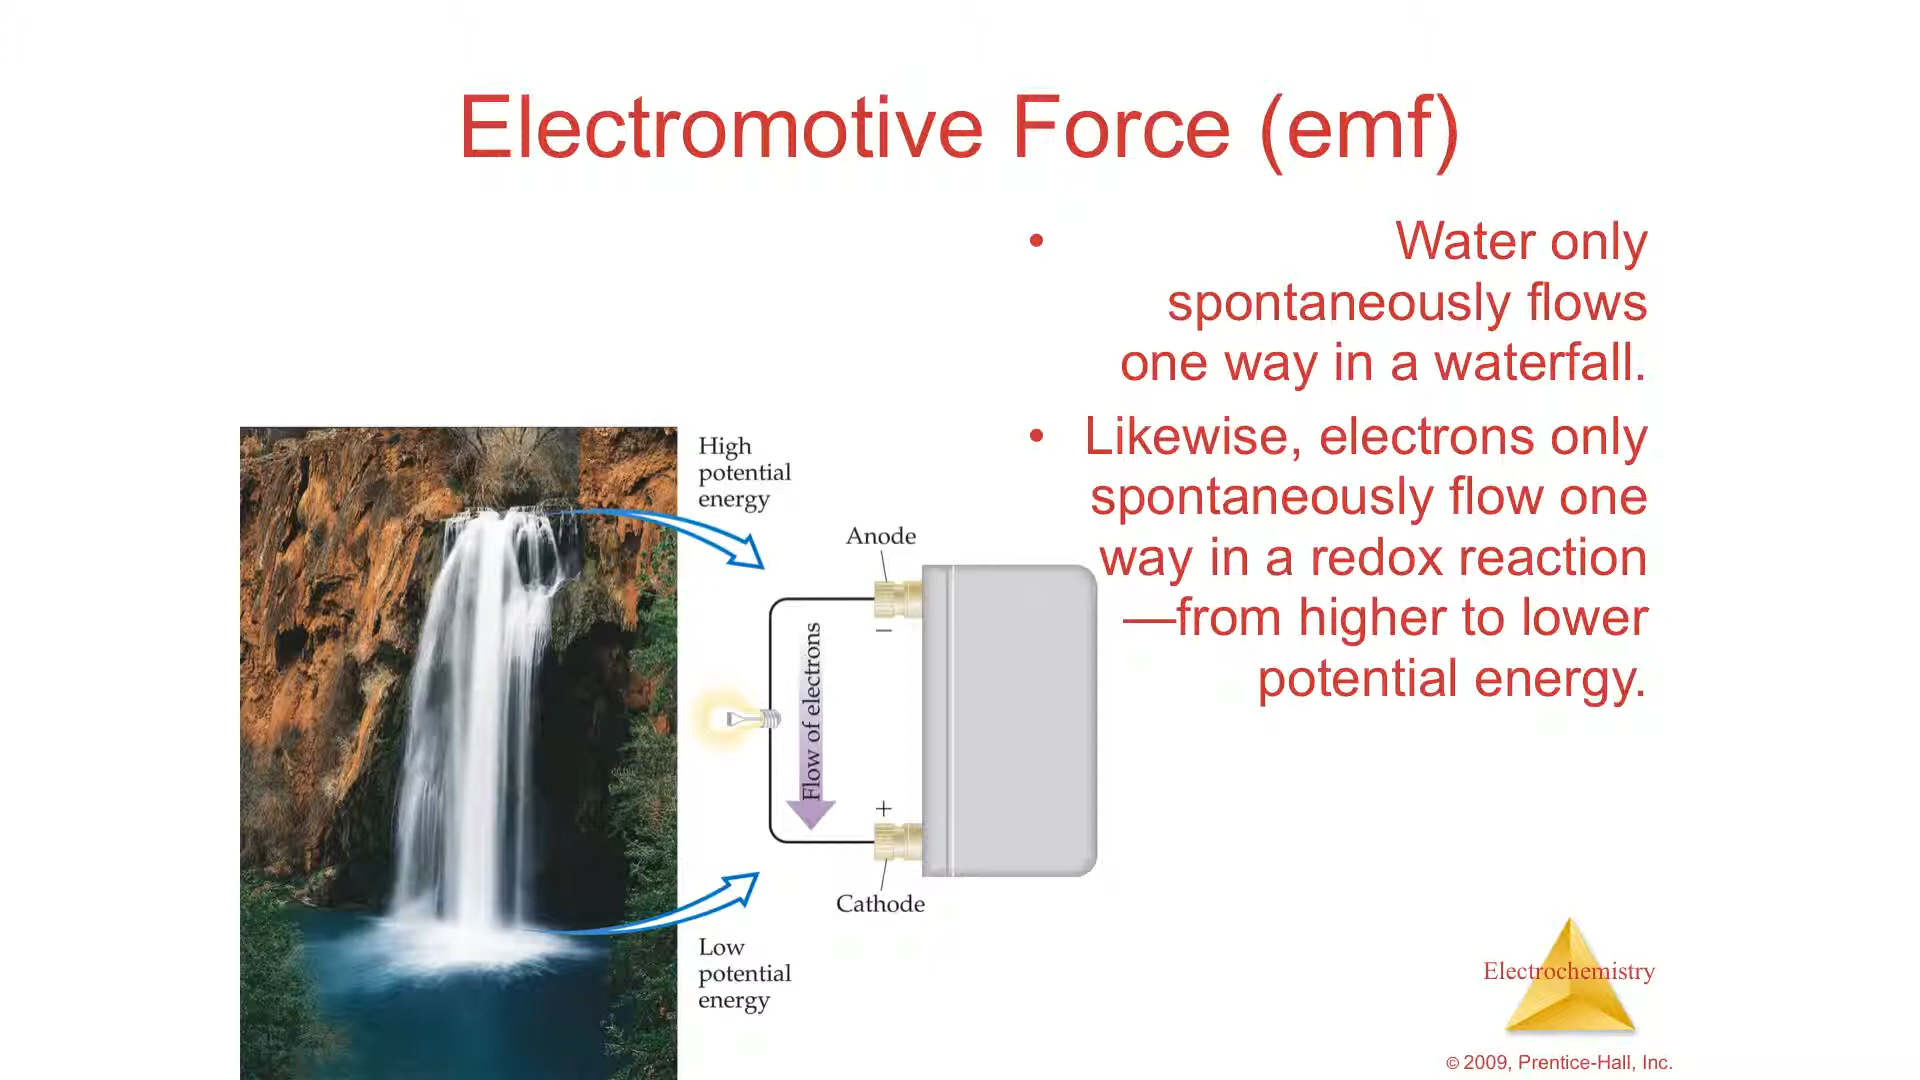 Electromotive Force (emf)
• Water only
spontaneously flows
one way in a waterfall.
• Likewise, electrons only
spontaneously flow one
way in a redox reaction
—from higher to lower
potential energy.
High
potential
energy
Anode
−
Flow of electrons
+
Cathode
Low
potential
energy
Electrochemistry
© 2009, Prentice-Hall, Inc.